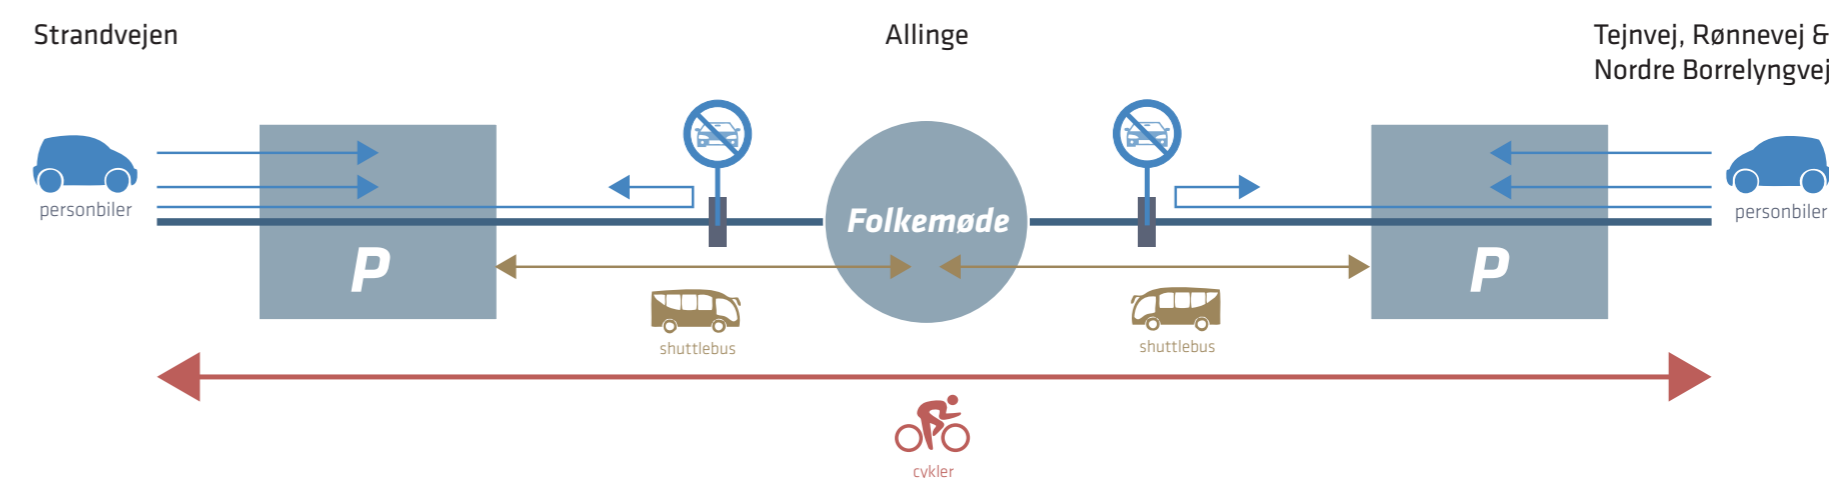 Strandvejen
Allinge
Tejnvej, Rønnevej &
Nordre Borrelyngvej
personbiler
personbiler
Folkemøde
P
P
shuttlebus
shuttlebus
cykler